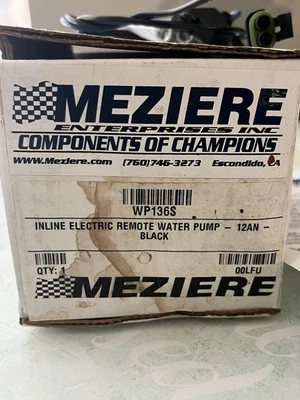 MEZIERE
ENTERPRISES INC
COMPONENTS OF CHAMPIONS
www.Meziere.com (760)746-3273 Escondido, CA
WP136S
INLINE ELECTRIC REMOTE WATER PUMP - 12AN -
BLACK
QTY: 1 00LFU
MEZIERE